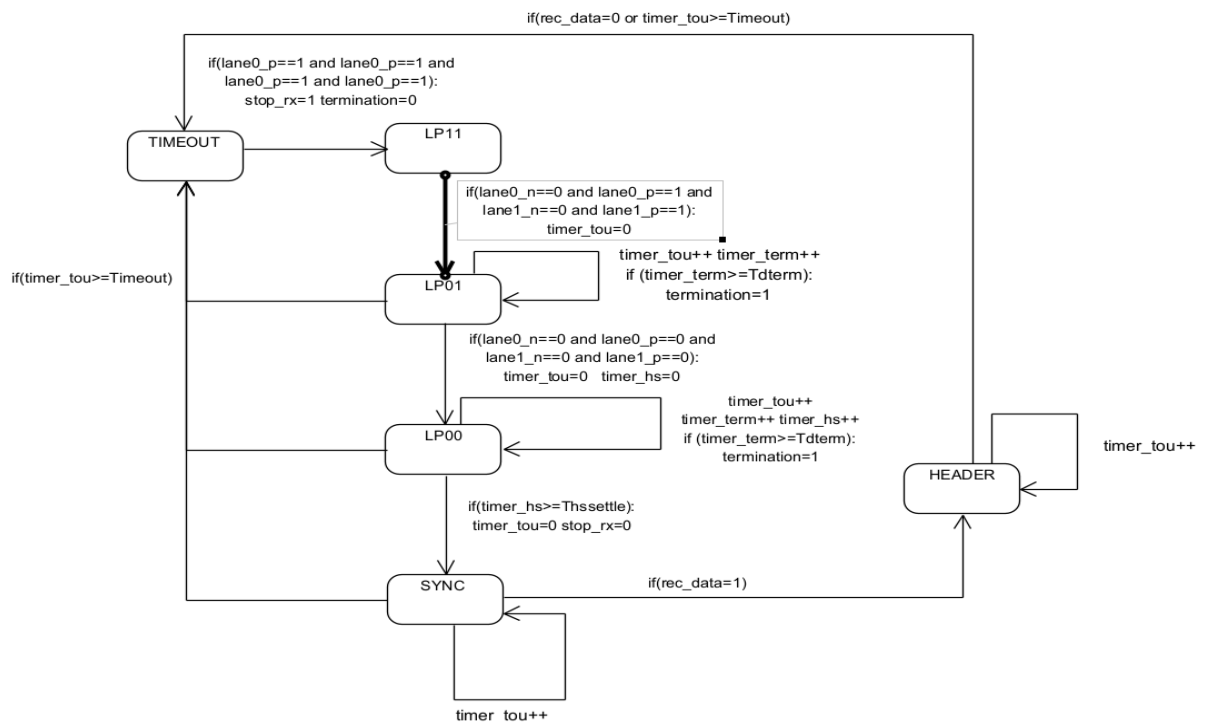 if(rec_data=0 or timer_tou>=Timeout)
if(lane0_p==1 and lane0_p==1 and
lane0_p==1 and lane0_p==1):
stop_rx=1 termination=0
TIMEOUT
LP11
if(lane0_n==0 and lane0_p==1 and
lane1_n==0 and lane1_p==1):
timer_tou=0
if(timer_tou>=Timeout)
timer_tou++ timer_term++
if (timer_term>=Tdterm):
termination=1
LP01
if(lane0_n==0 and lane0_p==0 and
lane1_n==0 and lane1_p==0):
timer_tou=0 timer_hs=0
timer_tou++
timer_term++ timer_hs++
if (timer_term>=Tdterm):
termination=1
LP00
timer_tou++
HEADER
if(timer_hs>=Thssettle):
timer_tou=0 stop_rx=0
SYNC
if(rec_data=1)
timer_tou++